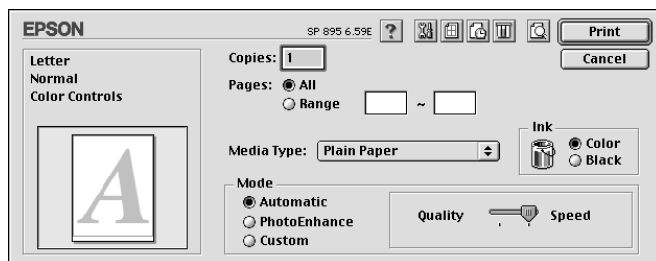 EPSON
SP 895 6.59E
?
Print
Cancel
Letter
Normal
Color Controls
A
Copies: 1
Pages: All
Range ~
Media Type: Plain Paper
Ink
Color
Black
Mode
Automatic
PhotoEnhance
Custom
Quality Speed